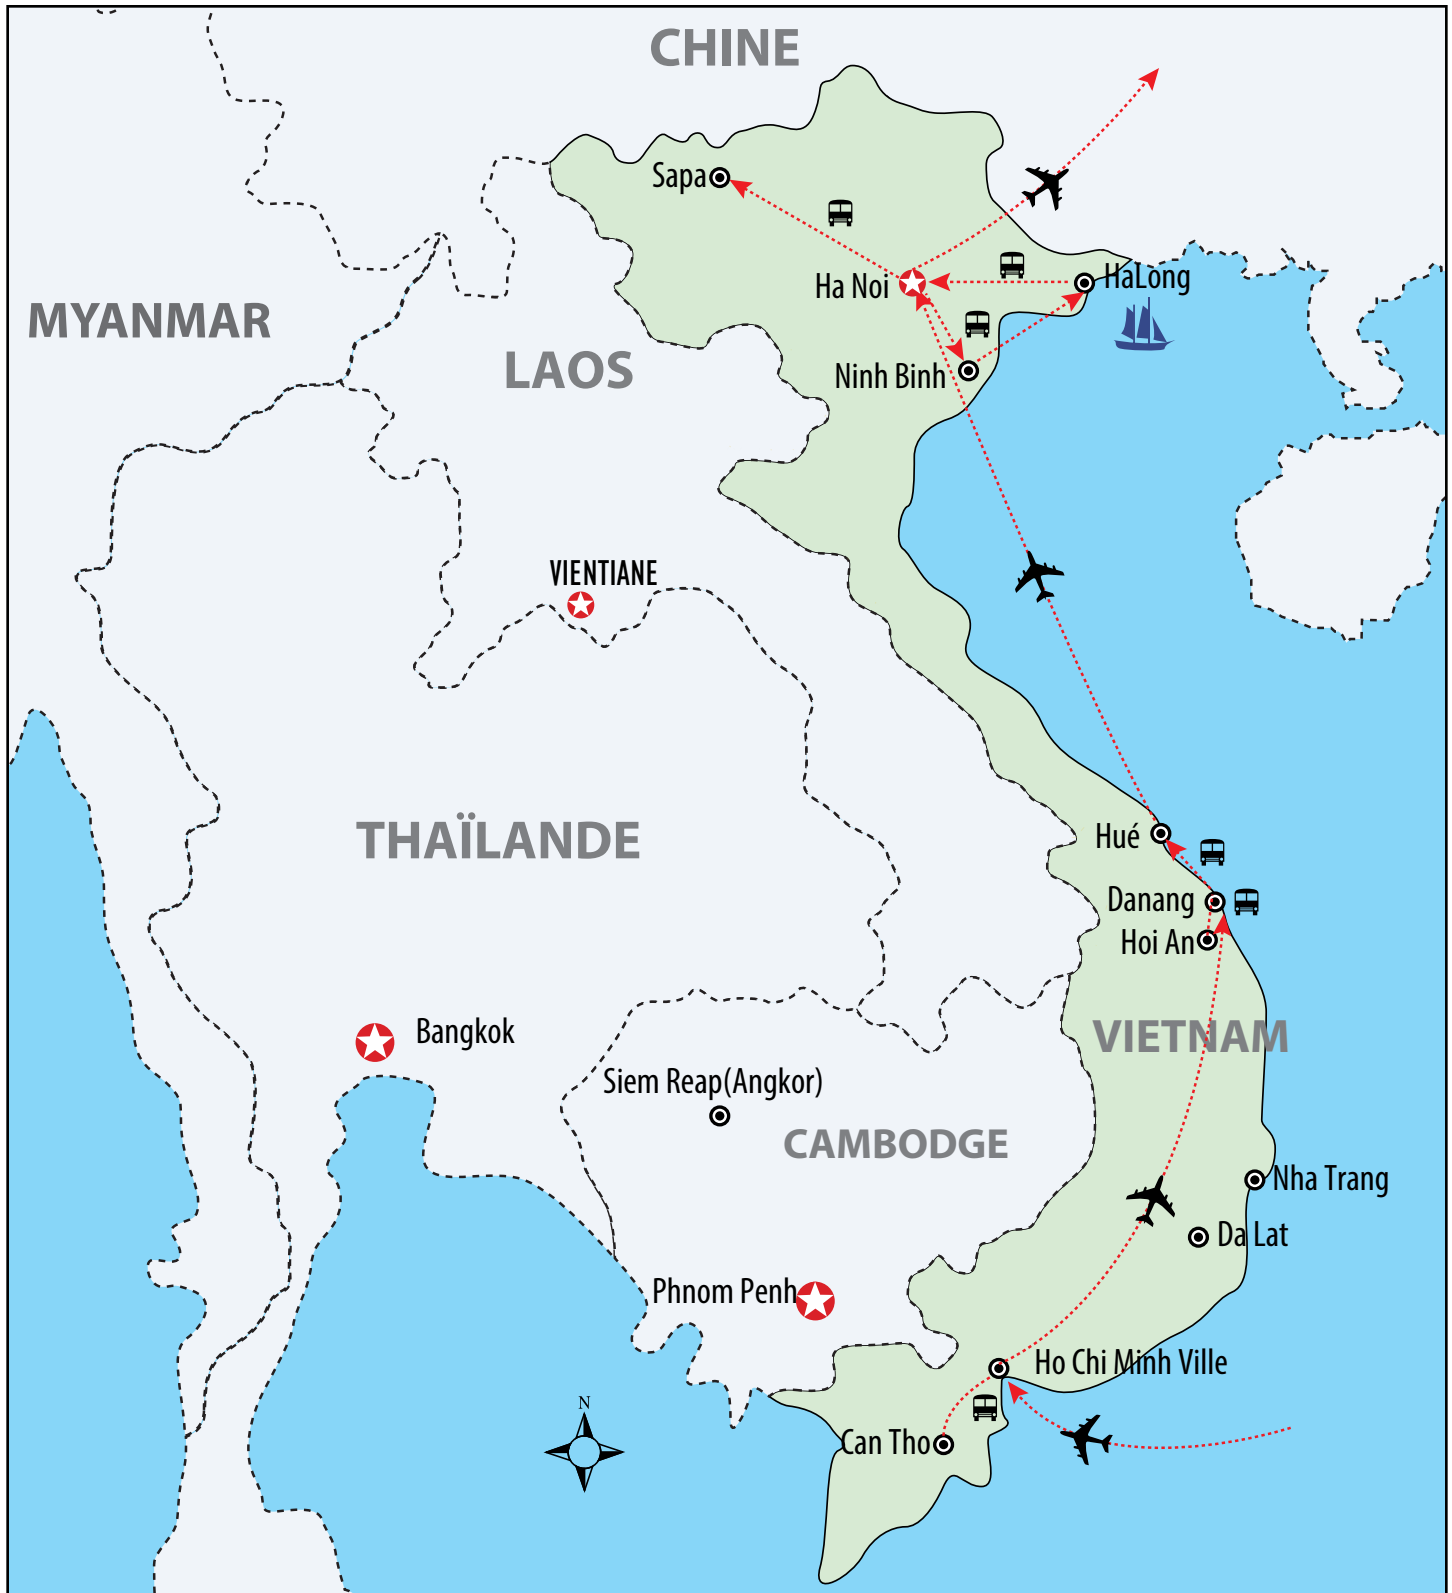 CHINE
Sapa
Ha Noi
HaLong
MYANMAR
LAOS
Ninh Binh
VIENTIANE
THAÏLANDE
Hué
Danang
Hoi An
Bangkok
VIETNAM
Siem Reap(Angkor)
CAMBODGE
Nha Trang
Da Lat
Phnom Penh
Ho Chi Minh Ville
N
Can Tho